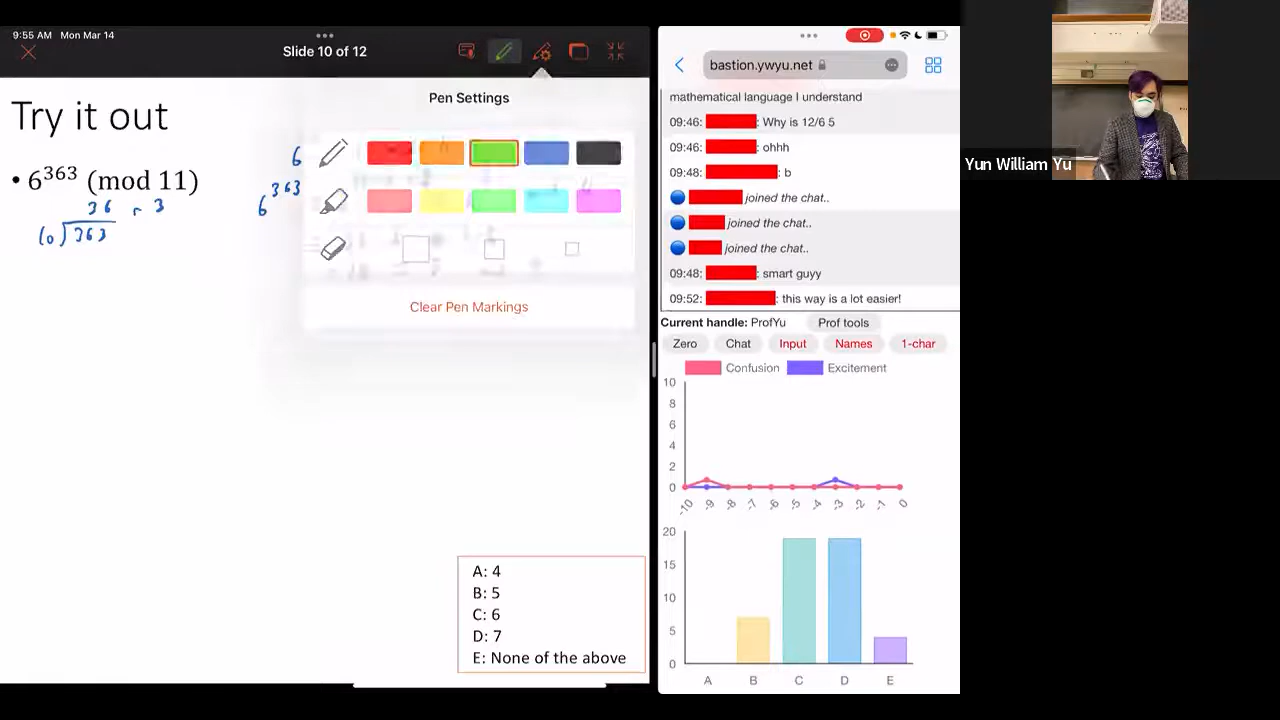 9:55 AM Mon Mar 14
Slide 10 of 12
Try it out
• 6^363 (mod 11)
36 r 3
10)363
6
6^363
Pen Settings
Clear Pen Markings
A: 4
B: 5
C: 6
D: 7
E: None of the above
bastion.ywyu.net
mathematical language I understand
09:46: : Why is 12/6 5
09:46: : ohhh
09:48: : b
joined the chat..
joined the chat..
joined the chat..
09:48: : smart guyy
09:52: : this way is a lot easier!
Current handle: ProfYu Prof tools
Zero Chat Input Names 1-char
Confusion Excitement
10
8
6
4
2
0
-10 -9 -8 -7 -6 -5 -4 -3 -2 -1 0
20
15
10
5
0
A B C D E
Yun William Yu